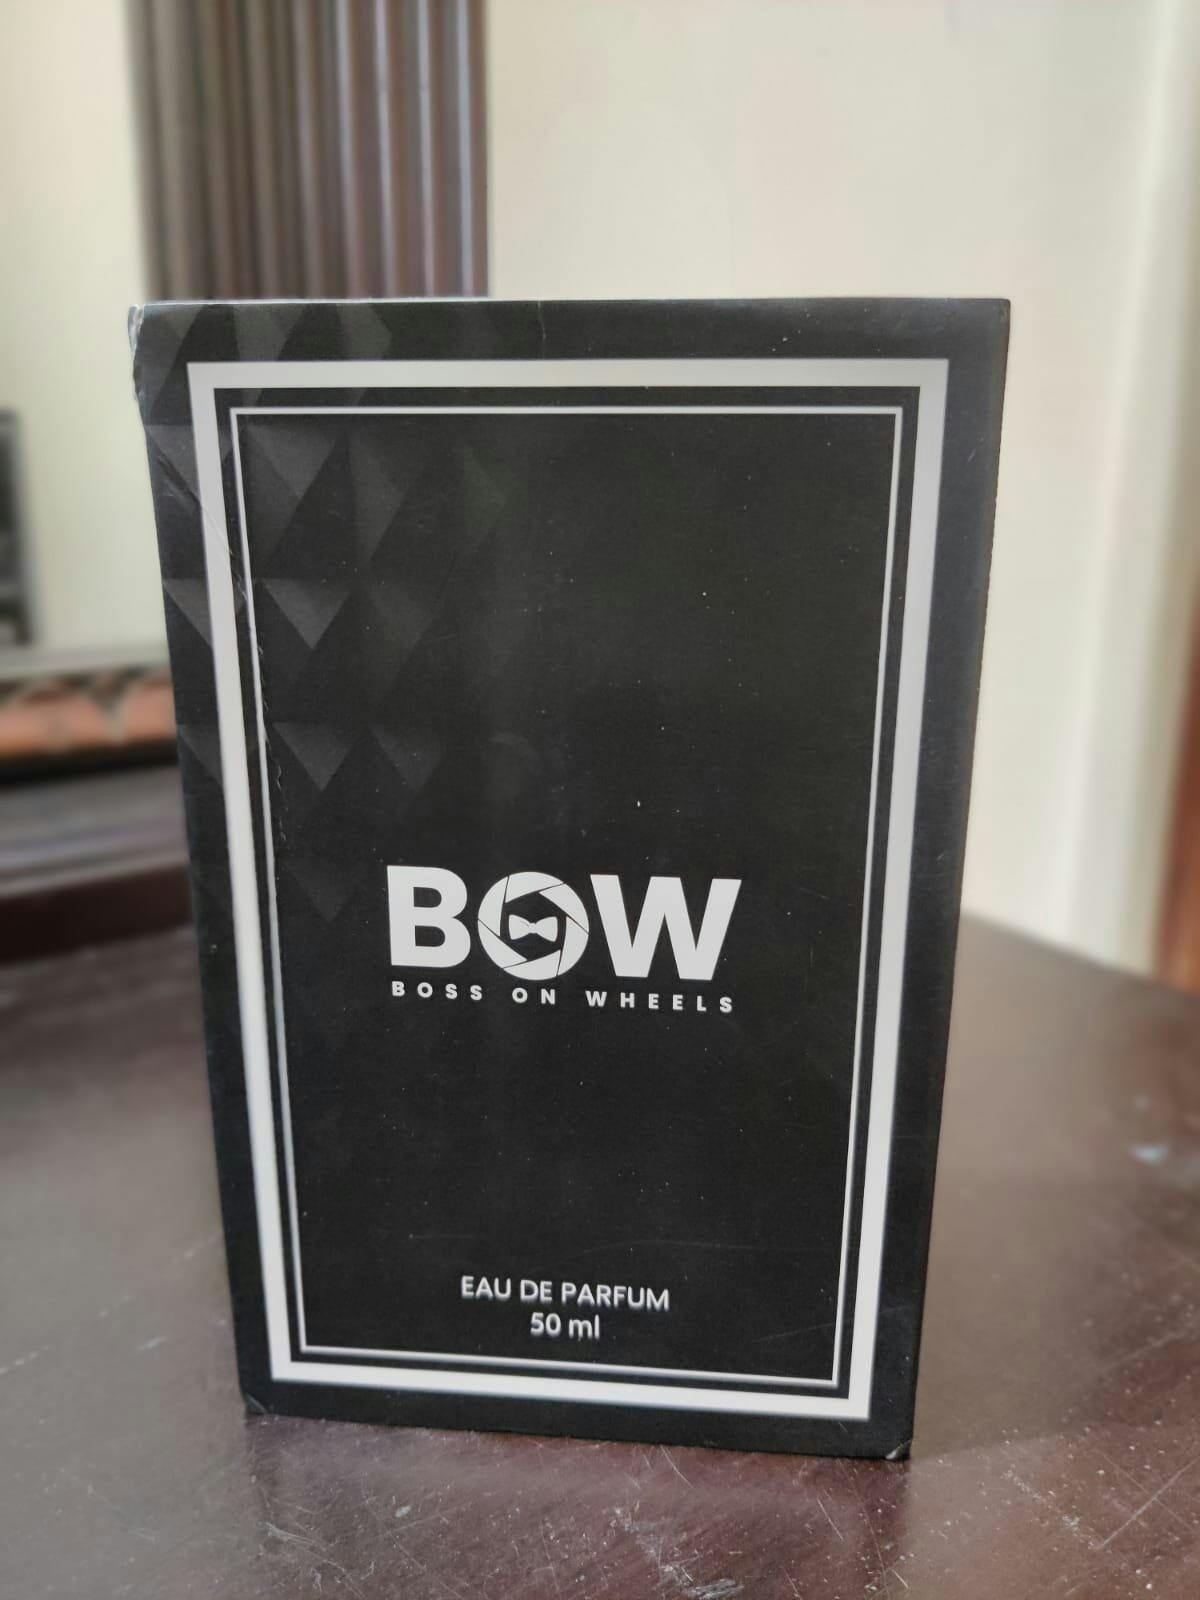 BOW
BOSS ON WHEELS
EAU DE PARFUM
50 ml